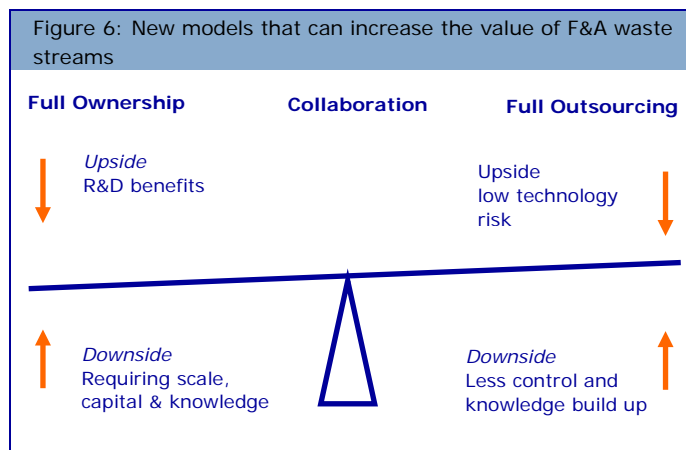 Figure 6: New models that can increase the value of F&A waste
streams
Full Ownership
Collaboration
Full Outsourcing
Upside
R&D benefits
Upside
low technology
risk
Downside
Requiring scale,
capital & knowledge
Downside
Less control and
knowledge build up